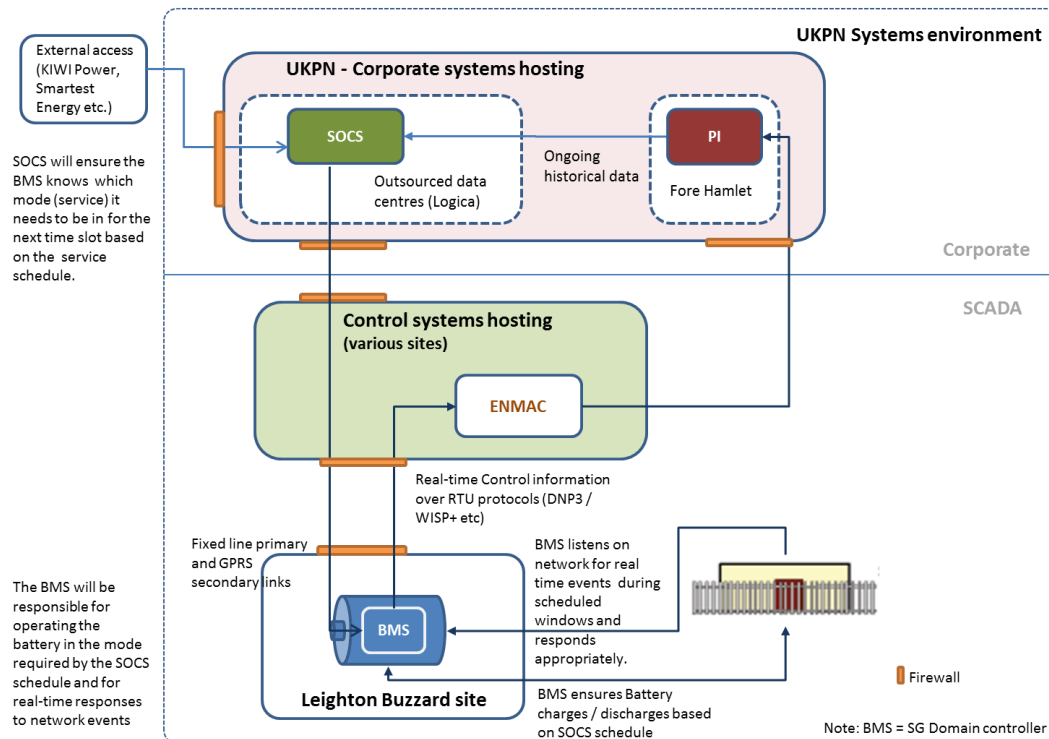 UKPN Systems environment
External access
(KIWI Power,
Smartest
Energy etc.)
UKPN - Corporate systems hosting
SOCS
PI
Ongoing
historical data
Outsourced data
centres (Logica)
Fore Hamlet
SOCS will ensure the
BMS knows which
mode (service) it
needs to be in for the
next time slot based
on the service
schedule.
Corporate
SCADA
Control systems hosting
(various sites)
ENMAC
Real-time Control information
over RTU protocols (DNP3 /
WISP+ etc)
Fixed line primary
and GPRS
secondary links
BMS listens on
network for real
time events during
scheduled
windows and
responds
appropriately.
The BMS will be
responsible for
operating the
battery in the mode
required by the SOCS
schedule and for
real-time responses
to network events
BMS
Leighton Buzzard site
BMS ensures Battery
charges / discharges based
on SOCS schedule
Firewall
Note: BMS = SG Domain controller